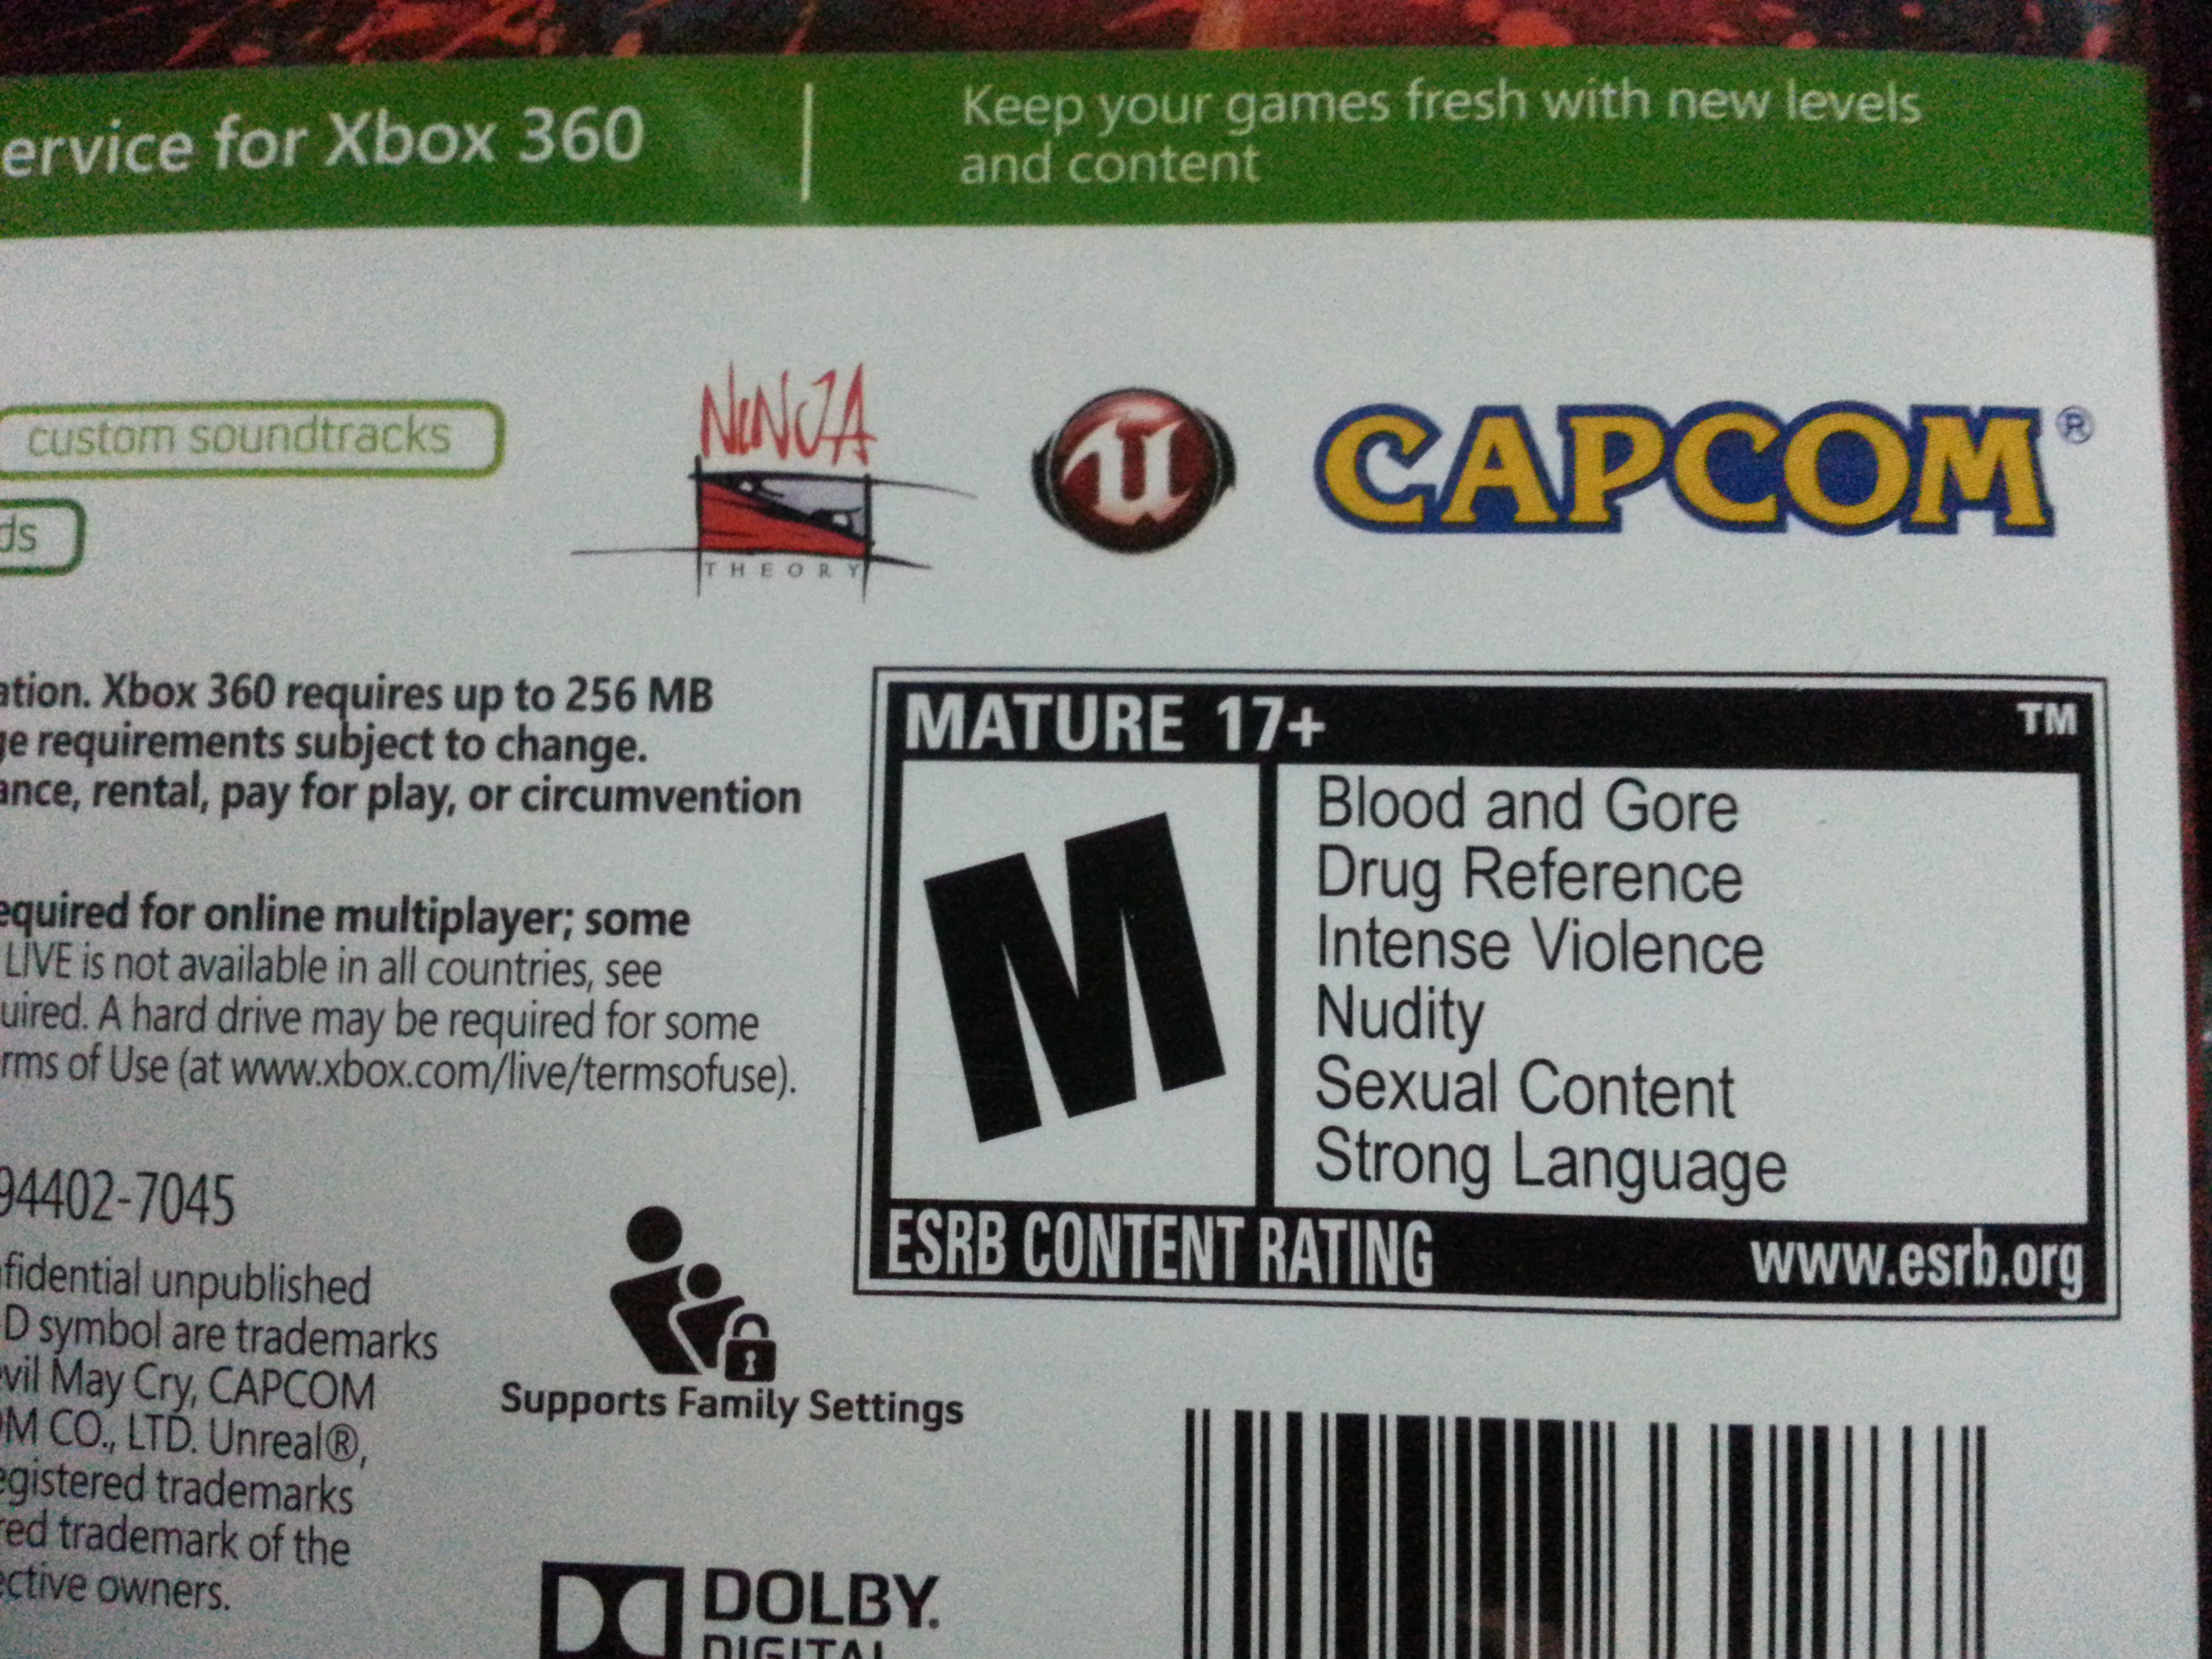 ervice for Xbox 360
Keep your games fresh with new levels
and content
custom soundtracks
ds
NINJA
THEORY
U
CAPCOM®
ation. Xbox 360 requires up to 256 MB
ge requirements subject to change.
ance, rental, pay for play, or circumvention
equired for online multiplayer; some
LIVE is not available in all countries, see
uired. A hard drive may be required for some
rms of Use (at www.xbox.com/live/termsofuse).
94402-7045
fidential unpublished
D symbol are trademarks
evil May Cry, CAPCOM
OM CO., LTD. Unreal®,
egistered trademarks
red trademark of the
ective owners.
Supports Family Settings
DOLBY.
DIGITAL
MATURE 17+ TM
M
Blood and Gore
Drug Reference
Intense Violence
Nudity
Sexual Content
Strong Language
ESRB CONTENT RATING www.esrb.org